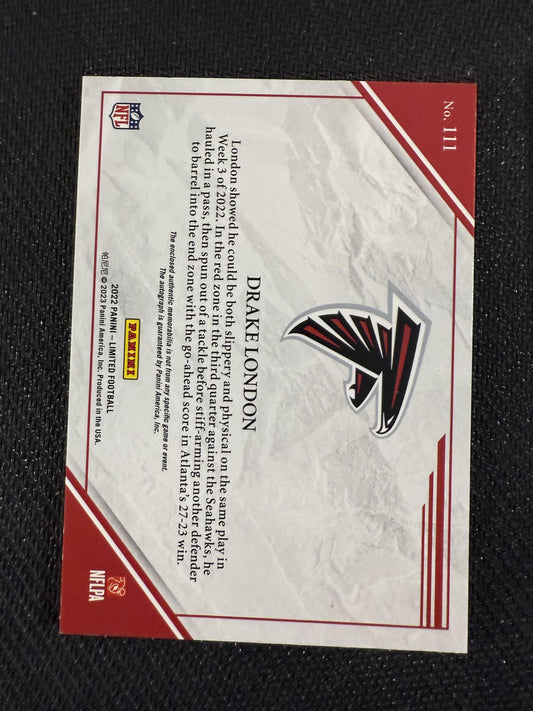 No. 111
DRAKE LONDON
London showed he could be both slippery and physical on the same play in
Week 3 of 2022. In the red zone in the third quarter against the Seahawks, he
hauled in a pass, then spun out of a tackle before stiff-arming another defender
to barrel into the end zone with the go-ahead score in Atlanta's 27-23 win.
The enclosed authentic memorabilia is not from any specific game or event.
The autograph is guaranteed by Panini America, Inc.
PANINI
2022 PANINI – LIMITED FOOTBALL
帕尼尼 © 2023 Panini America, Inc. Produced in the USA.
NFL
NFLPA